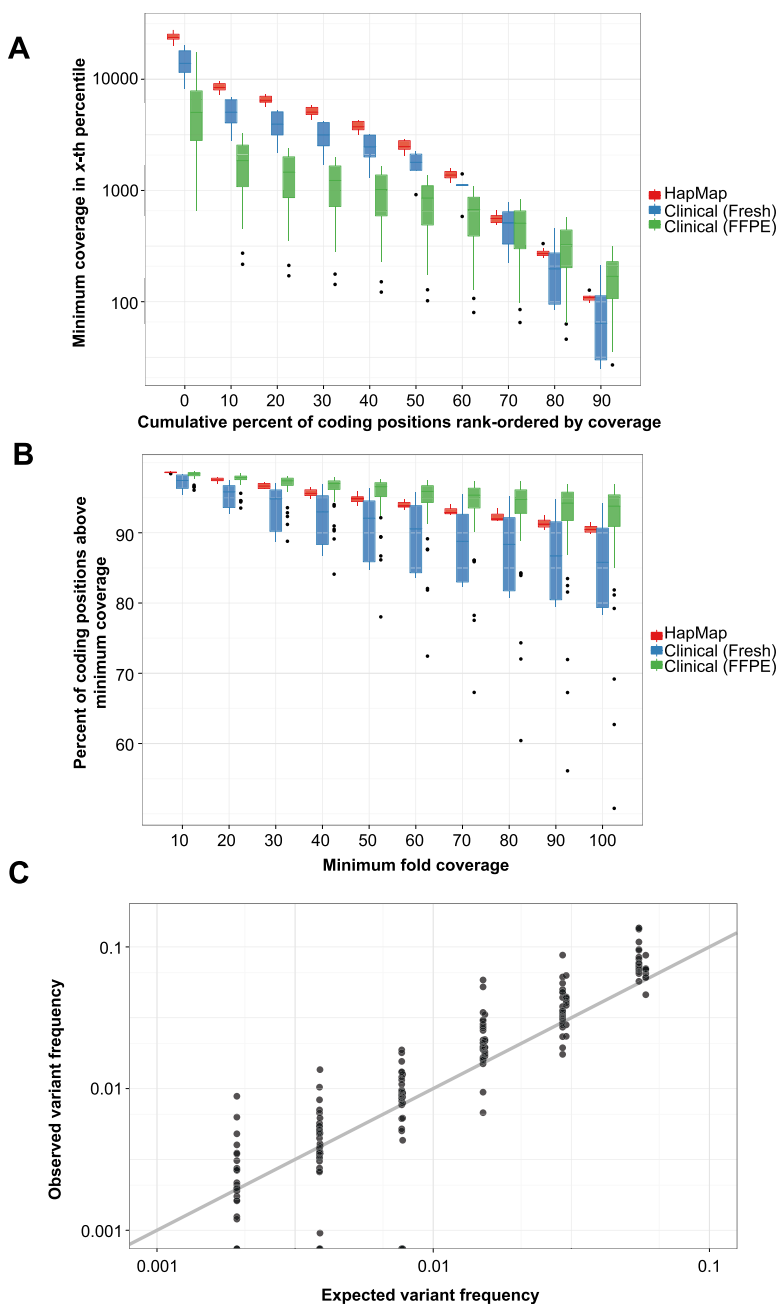 A
Minimum coverage in x-th percentile
10000
1000
100
0 10 20 30 40 50 60 70 80 90
Cumulative percent of coding positions rank-ordered by coverage
HapMap
Clinical (Fresh)
Clinical (FFPE)
B
Percent of coding positions above
minimum coverage
90
80
70
60
10 20 30 40 50 60 70 80 90 100
Minimum fold coverage
HapMap
Clinical (Fresh)
Clinical (FFPE)
C
Observed variant frequency
0.1
0.01
0.001
0.001 0.01 0.1
Expected variant frequency